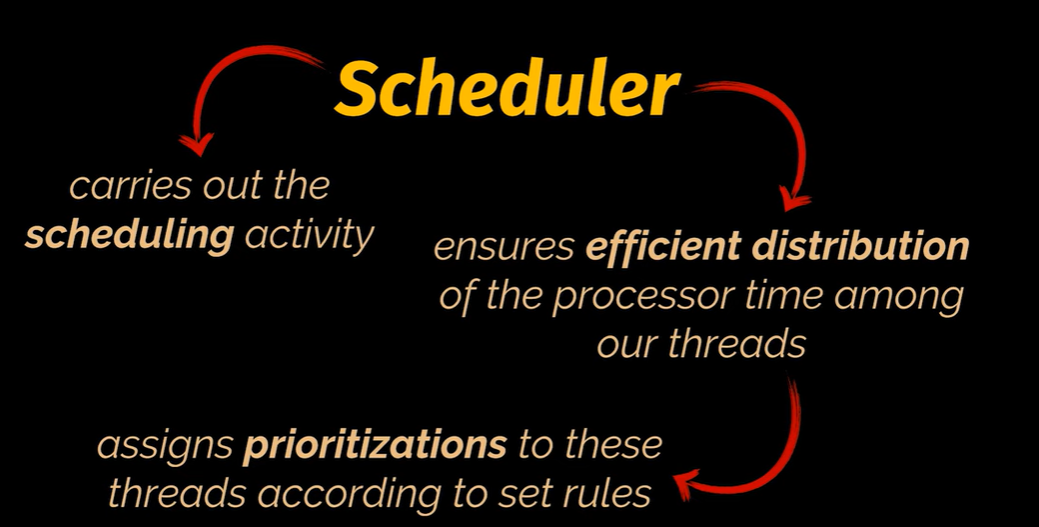 Scheduler
carries out the
scheduling activity
ensures efficient distribution
of the processor time among
our threads
assigns prioritizations to these
threads according to set rules